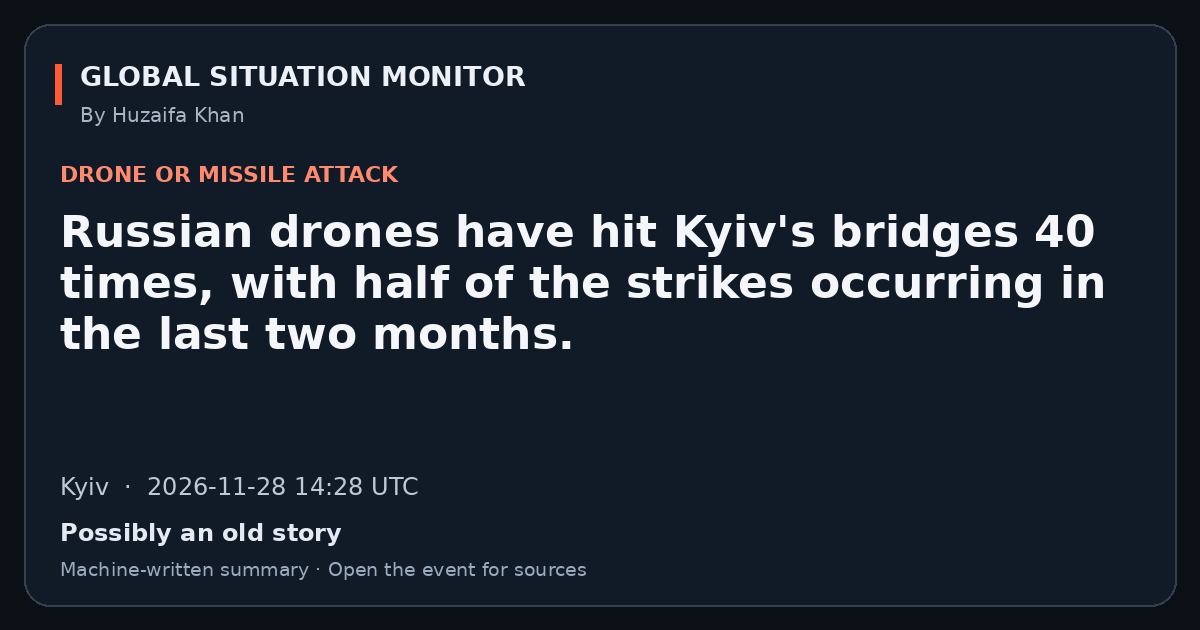 GLOBAL SITUATION MONITOR
By Huzaifa Khan
DRONE OR MISSILE ATTACK
Russian drones have hit Kyiv's bridges 40
times, with half of the strikes occurring in
the last two months.
Kyiv · 2026-11-28 14:28 UTC
Possibly an old story
Machine-written summary · Open the event for sources